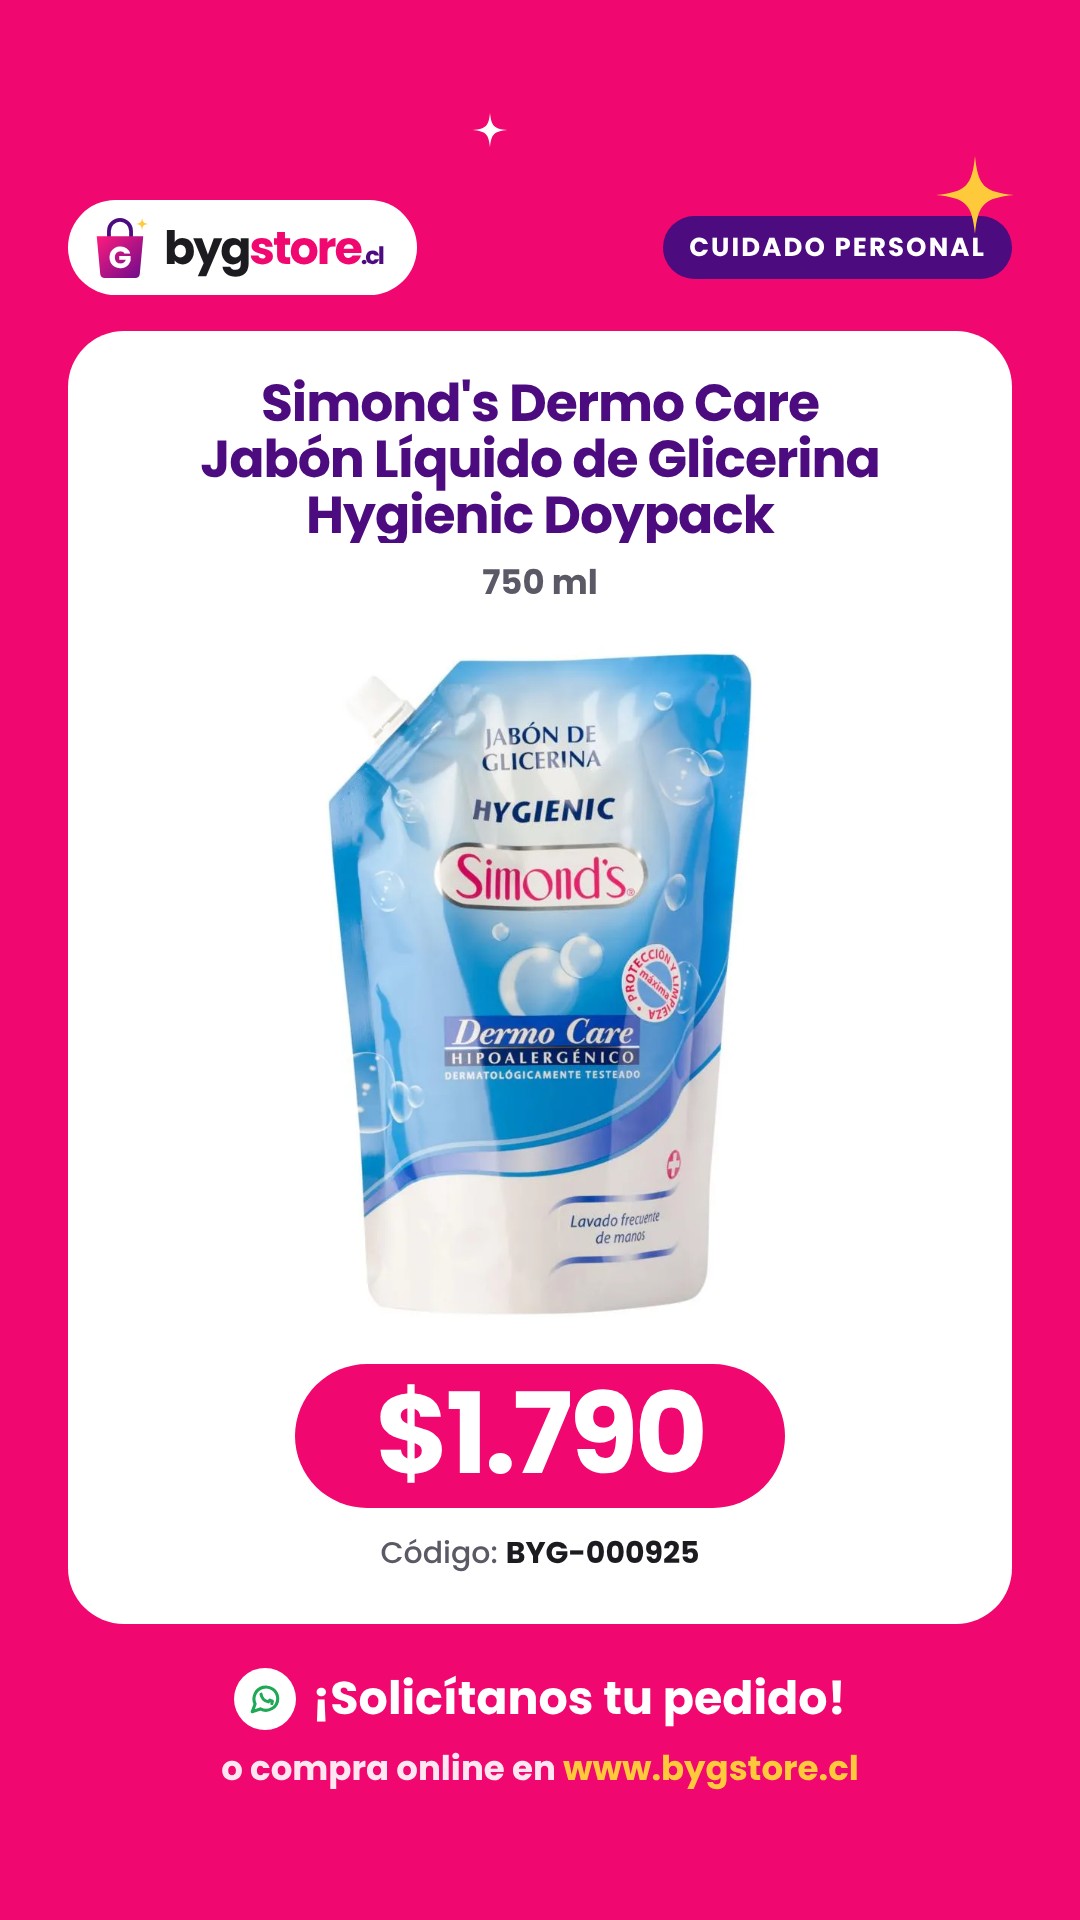 G bygstore.cl
CUIDADO PERSONAL
Simond's Dermo Care
Jabón Líquido de Glicerina
Hygienic Doypack
750 ml
JABÓN DE
GLICERINA
HYGIENIC
Simond's®
PROTECCIÓN Y LIMPIEZA
máxima
Dermo Care
HIPOALERGÉNICO
DERMATOLÓGICAMENTE TESTEADO
Lavado frecuente
de manos
$1.790
Código: BYG-000925
¡Solicítanos tu pedido!
o compra online en www.bygstore.cl